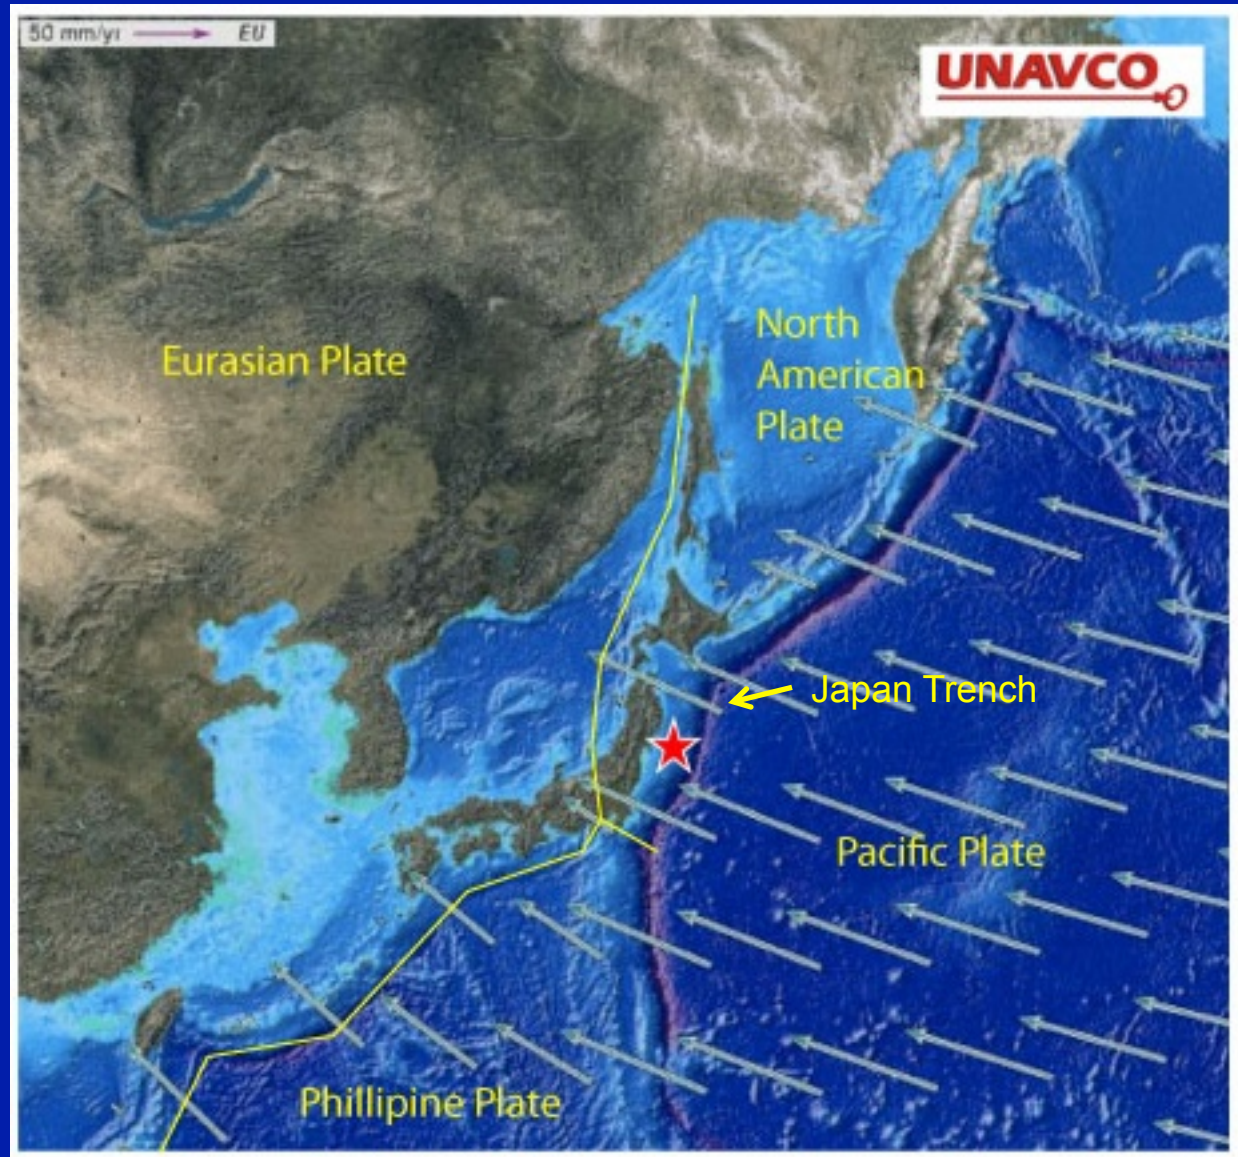 50 mm/yr EU
UNAVCO
North
American
Plate
Eurasian Plate
Japan Trench
Pacific Plate
Phillipine Plate